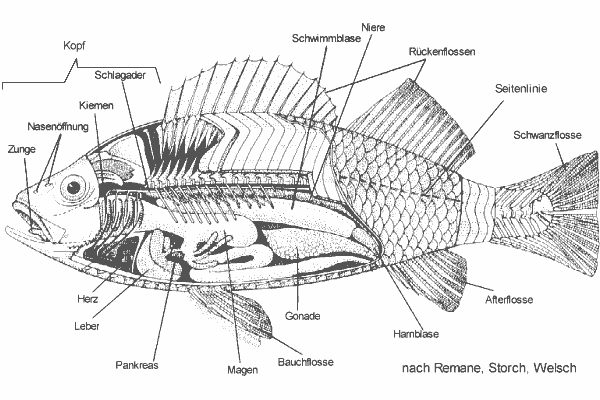 Kopf
Schwimmblase
Niere
Rückenflossen
Schlagader
Seitenlinie
Kiemen
Nasenöffnung
Schwanzflosse
Zunge
Herz
Leber
Gonade
Afterflosse
Harnblase
Pankreas
Magen
Bauchflosse
nach Remane, Storch, Welsch